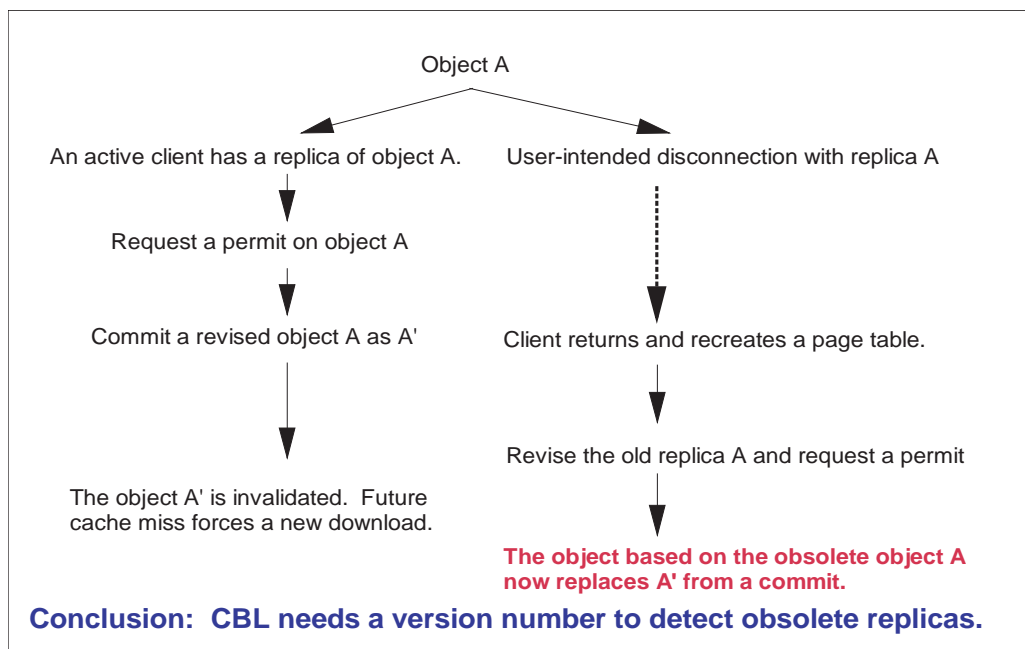 Object A
An active client has a replica of object A.
Request a permit on object A
Commit a revised object A as A'
The object A' is invalidated.  Future
cache miss forces a new download.
User-intended disconnection with replica A
Client returns and recreates a page table.
Revise the old replica A and request a permit
The object based on the obsolete object A
now replaces A' from a commit.
Conclusion:  CBL needs a version number to detect obsolete replicas.